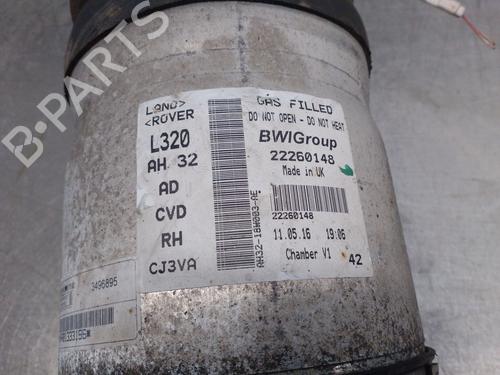 B-PARTS
LAND>
<ROVER
L320
AH 32
AD
CVD
RH
CJ3VA
AH32-18W003-AE
GAS FILLED
DO NOT OPEN - DO NOT HEAT
BWIGroup
22260148
Made in UK
22260148
11.05.16 19:06
Chamber V1
42
3496895